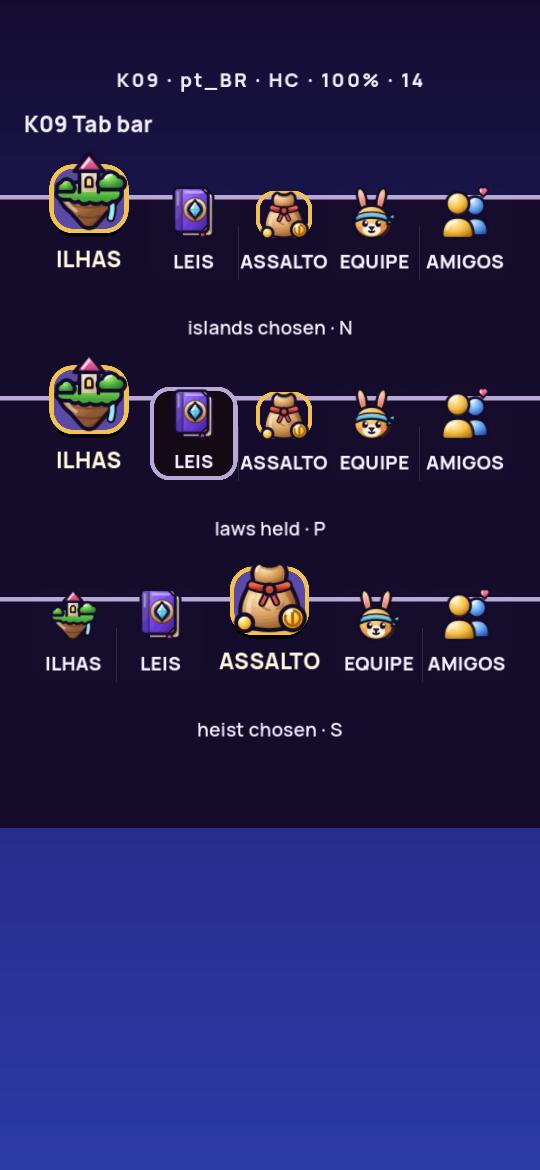 K09 · pt_BR · HC · 100% · 14
K09 Tab bar
ILHAS LEIS ASSALTO EQUIPE AMIGOS
islands chosen · N
ILHAS LEIS ASSALTO EQUIPE AMIGOS
laws held · P
ILHAS LEIS ASSALTO EQUIPE AMIGOS
heist chosen · S